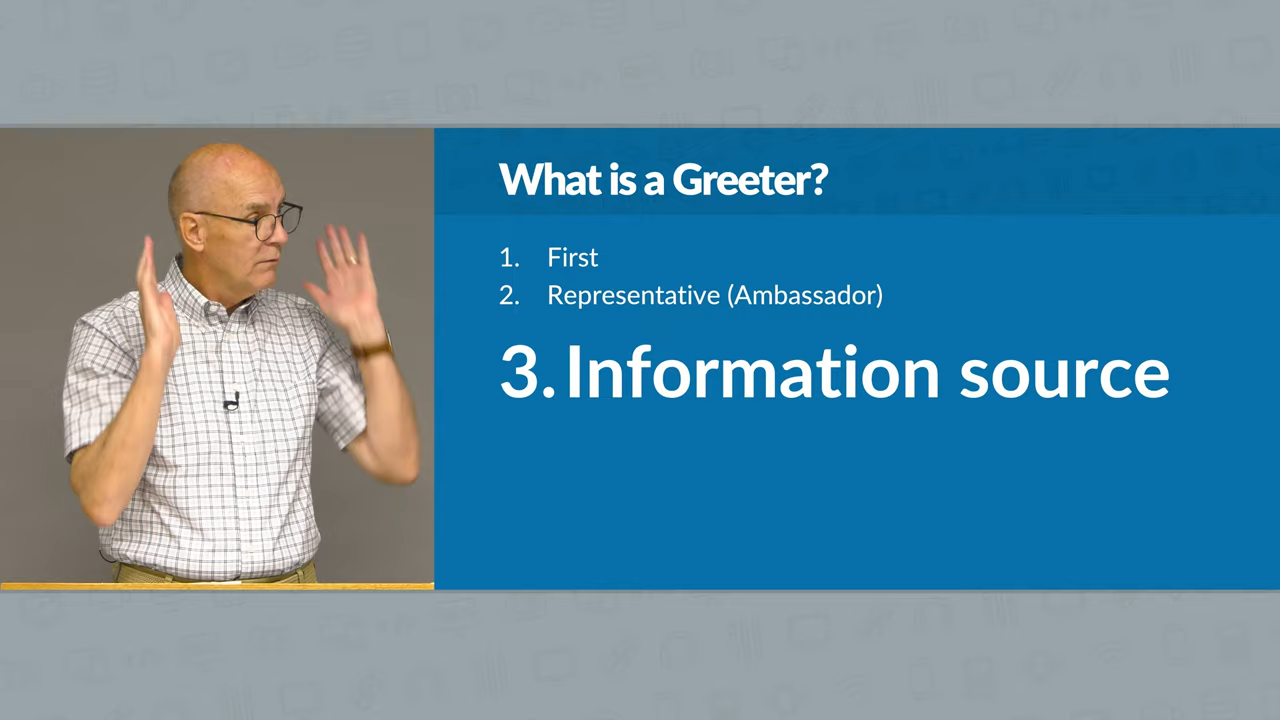 What is a Greeter?
1. First
2. Representative (Ambassador)
3. Information source